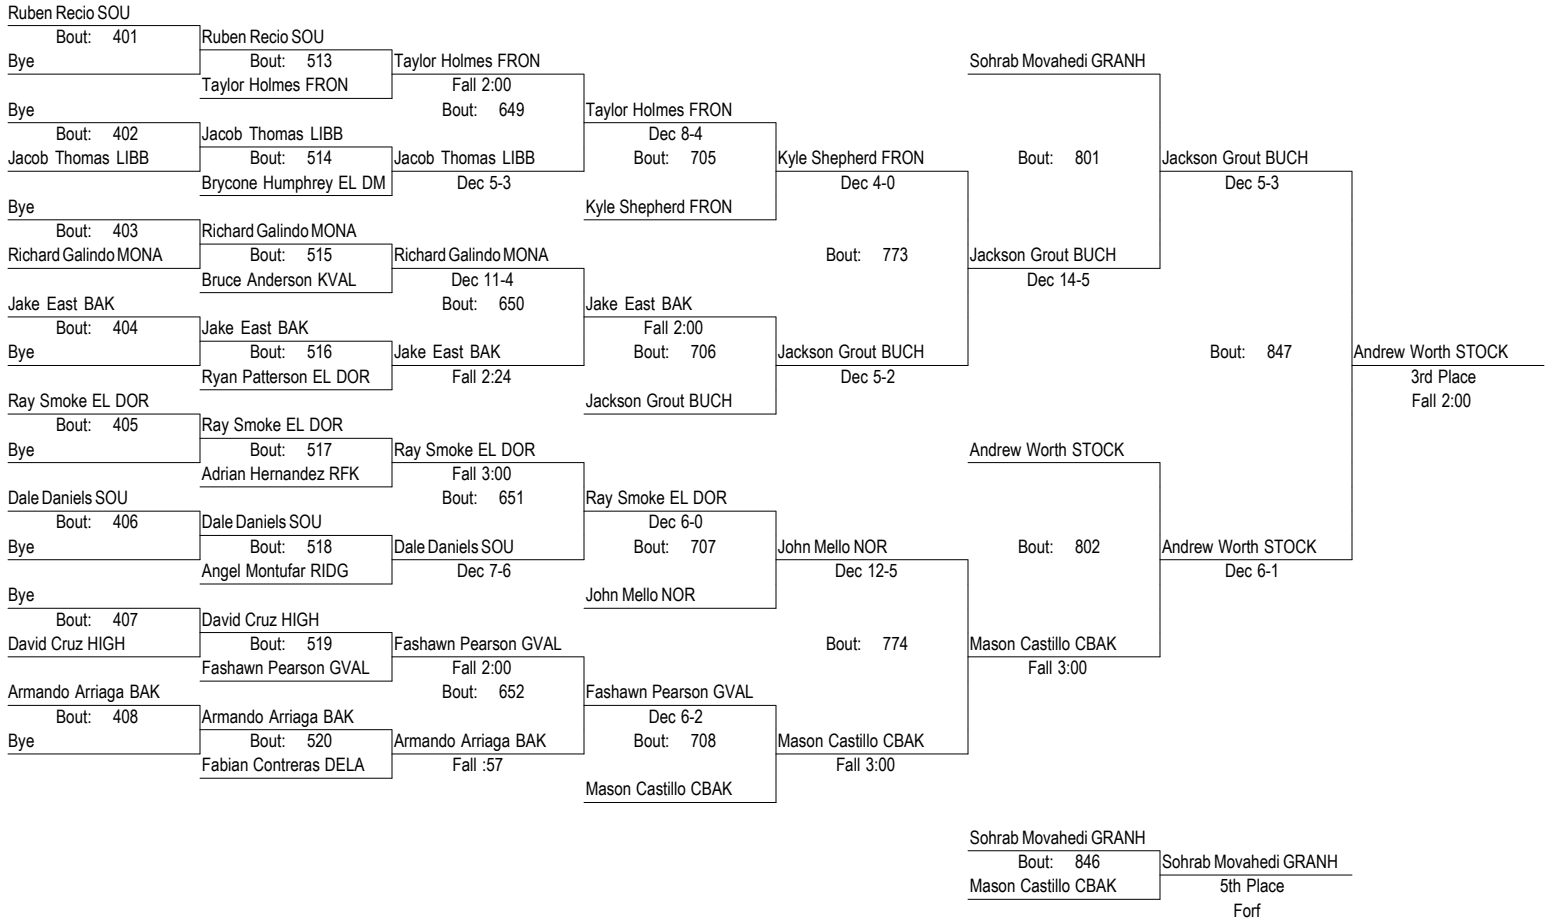 Ruben Recio SOU
Bout: 401
Bye
Bye
Bout: 402
Jacob Thomas LIBB
Bye
Bout: 403
Richard Galindo MONA
Jake East BAK
Bout: 404
Bye
Ray Smoke EL DOR
Bout: 405
Bye
Dale Daniels SOU
Bout: 406
Bye
Bye
Bout: 407
David Cruz HIGH
Armando Arriaga BAK
Bout: 408
Bye
Ruben Recio SOU
Bout: 513
Taylor Holmes FRON
Jacob Thomas LIBB
Bout: 514
Brycone Humphrey EL DM
Richard Galindo MONA
Bout: 515
Bruce Anderson KVAL
Jake East BAK
Bout: 516
Ryan Patterson EL DOR
Ray Smoke EL DOR
Bout: 517
Adrian Hernandez RFK
Dale Daniels SOU
Bout: 518
Angel Montufar RIDG
David Cruz HIGH
Bout: 519
Fashawn Pearson GVAL
Armando Arriaga BAK
Bout: 520
Fabian Contreras DELA
Taylor Holmes FRON
Fall 2:00
Bout: 649
Jacob Thomas LIBB
Dec 5-3
Richard Galindo MONA
Dec 11-4
Bout: 650
Jake East BAK
Fall 2:24
Ray Smoke EL DOR
Fall 3:00
Bout: 651
Dale Daniels SOU
Dec 7-6
Fashawn Pearson GVAL
Fall 2:00
Bout: 652
Armando Arriaga BAK
Fall :57
Taylor Holmes FRON
Dec 8-4
Bout: 705
Kyle Shepherd FRON
Jake East BAK
Fall 2:00
Bout: 706
Jackson Grout BUCH
Ray Smoke EL DOR
Dec 6-0
Bout: 707
John Mello NOR
Fashawn Pearson GVAL
Dec 6-2
Bout: 708
Mason Castillo CBAK
Kyle Shepherd FRON
Dec 4-0
Bout: 773
Jackson Grout BUCH
Dec 5-2
John Mello NOR
Dec 12-5
Bout: 774
Mason Castillo CBAK
Fall 3:00
Sohrab Movahedi GRANH
Bout: 801
Jackson Grout BUCH
Dec 14-5
Andrew Worth STOCK
Bout: 802
Mason Castillo CBAK
Fall 3:00
Jackson Grout BUCH
Dec 5-3
Bout: 847
Andrew Worth STOCK
Dec 6-1
Andrew Worth STOCK
3rd Place
Fall 2:00
Sohrab Movahedi GRANH
Bout: 846
Mason Castillo CBAK
Sohrab Movahedi GRANH
5th Place
Forf